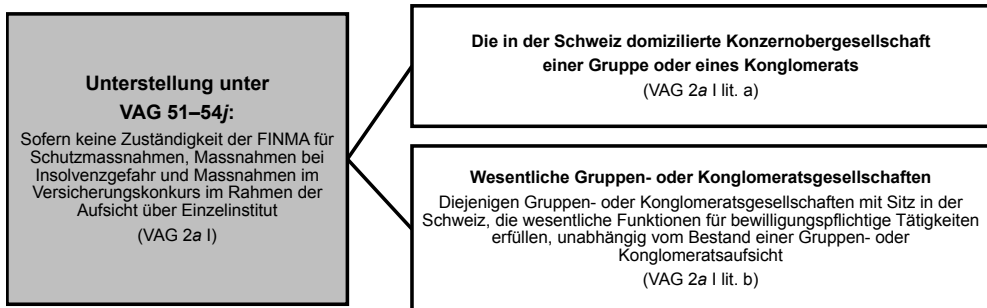 Unterstellung unter
VAG 51–54j:
Sofern keine Zuständigkeit der FINMA für
Schutzmassnahmen, Massnahmen bei
Insolvenzgefahr und Massnahmen im
Versicherungskonkurs im Rahmen der
Aufsicht über Einzelinstitut
(VAG 2a I)
Die in der Schweiz domizilierte Konzernobergesellschaft
einer Gruppe oder eines Konglomerats
(VAG 2a I lit. a)
Wesentliche Gruppen- oder Konglomeratsgesellschaften
Diejenigen Gruppen- oder Konglomeratsgesellschaften mit Sitz in der
Schweiz, die wesentliche Funktionen für bewilligungspflichtige Tätigkeiten
erfüllen, unabhängig vom Bestand einer Gruppen- oder
Konglomeratsaufsicht
(VAG 2a I lit. b)